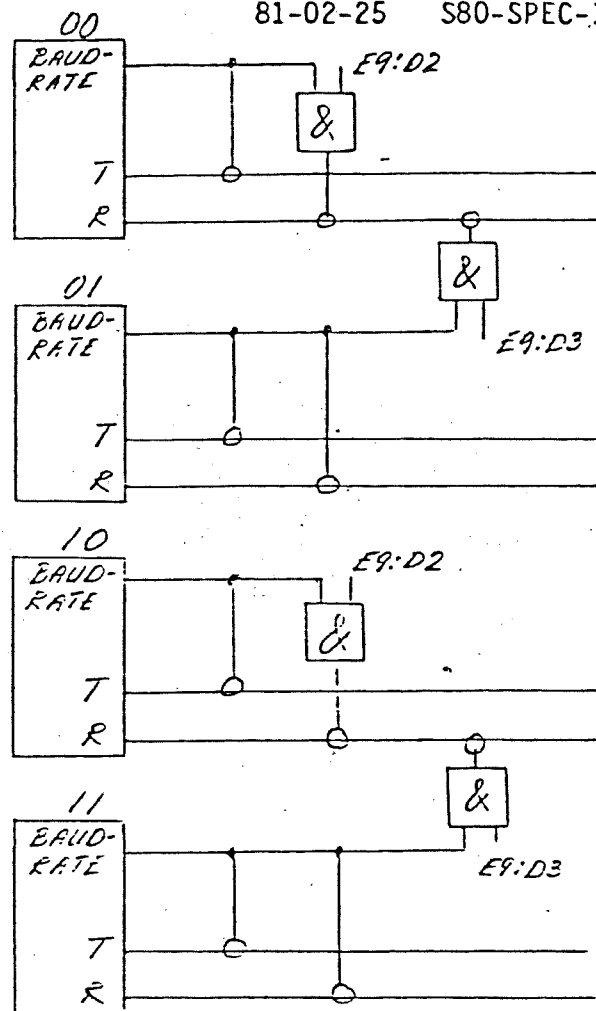 81-02-25 S80-SPEC-
00
BAUD-
RATE
E9:D2
&
T
R
&
E9:D3
01
BAUD-
RATE
T
R
10
BAUD-
RATE
E9:D2
&
T
R
&
E9:D3
11
BAUD-
RATE
T
R